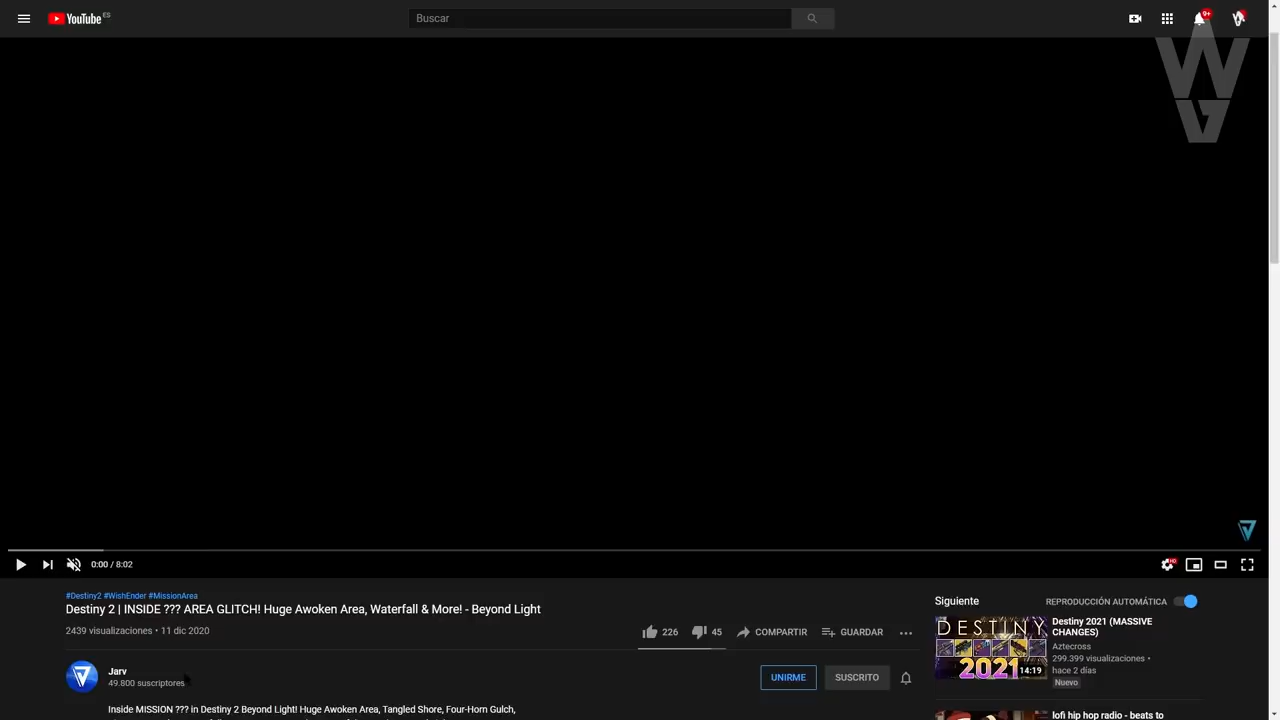 YouTube ES
Buscar
9+
W
G
0:00 / 8:02
HD
#Destiny2 #WishEnder #MissionArea
Destiny 2 | INSIDE ??? AREA GLITCH! Huge Awoken Area, Waterfall & More! - Beyond Light
2439 visualizaciones • 11 dic 2020
226
45
COMPARTIR
GUARDAR
Jarv
49.800 suscriptores
UNIRME
SUSCRITO
Inside MISSION ??? in Destiny 2 Beyond Light! Huge Awoken Area, Tangled Shore, Four-Horn Gulch,
Siguiente
REPRODUCCIÓN AUTOMÁTICA
DESTINY
2021
14:19
Destiny 2021 (MASSIVE
CHANGES)
Aztecross
299.399 visualizaciones •
hace 2 días
Nuevo
lofi hip hop radio - beats to